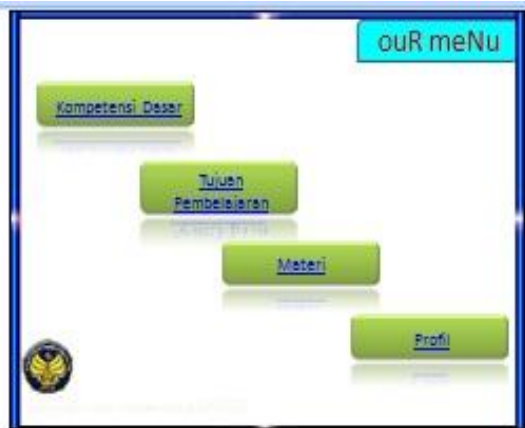 ouR meNu
Kompetensi Dasar
Tujuan
Pembelajaran
Materi
Profil